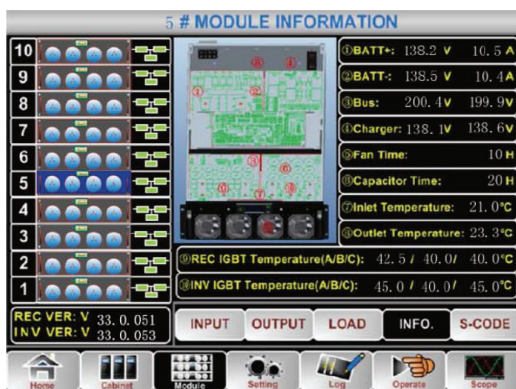 5 # MODULE INFORMATION
10
9
8
7
6
5
4
3
2
1
①BATT+: 138.2 V 10.5 A
②BATT-: 138.5 V 10.4 A
③Bus: 200.4 V 199.9 V
④Charger: 138.1V 138.6V
⑤Fan Time: 10 H
⑥Capacitor Time: 20 H
⑦Inlet Temperature: 21.0°C
⑧Outlet Temperature: 23.3°C
⑨REC IGBT Temperature(A/B/C): 42.5 / 40.0 / 40.0°C
⑩INV IGBT Temperature(A/B/C): 45.0 / 40.0 / 45.0°C
REC VER: V 33.0.051
INV VER: V 33.0.053
INPUT OUTPUT LOAD INFO. S-CODE
Home Cabinet Module Setting Log Operate Scope